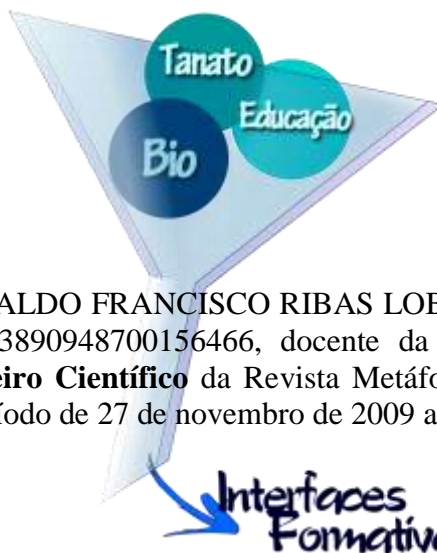 Tanato
Educação
Bio
ALDO FRANCISCO RIBAS LOB
3890948700156466, docente da
eiro Científico da Revista Metáfo
íodo de 27 de novembro de 2009 a
Interfaces
Formativ